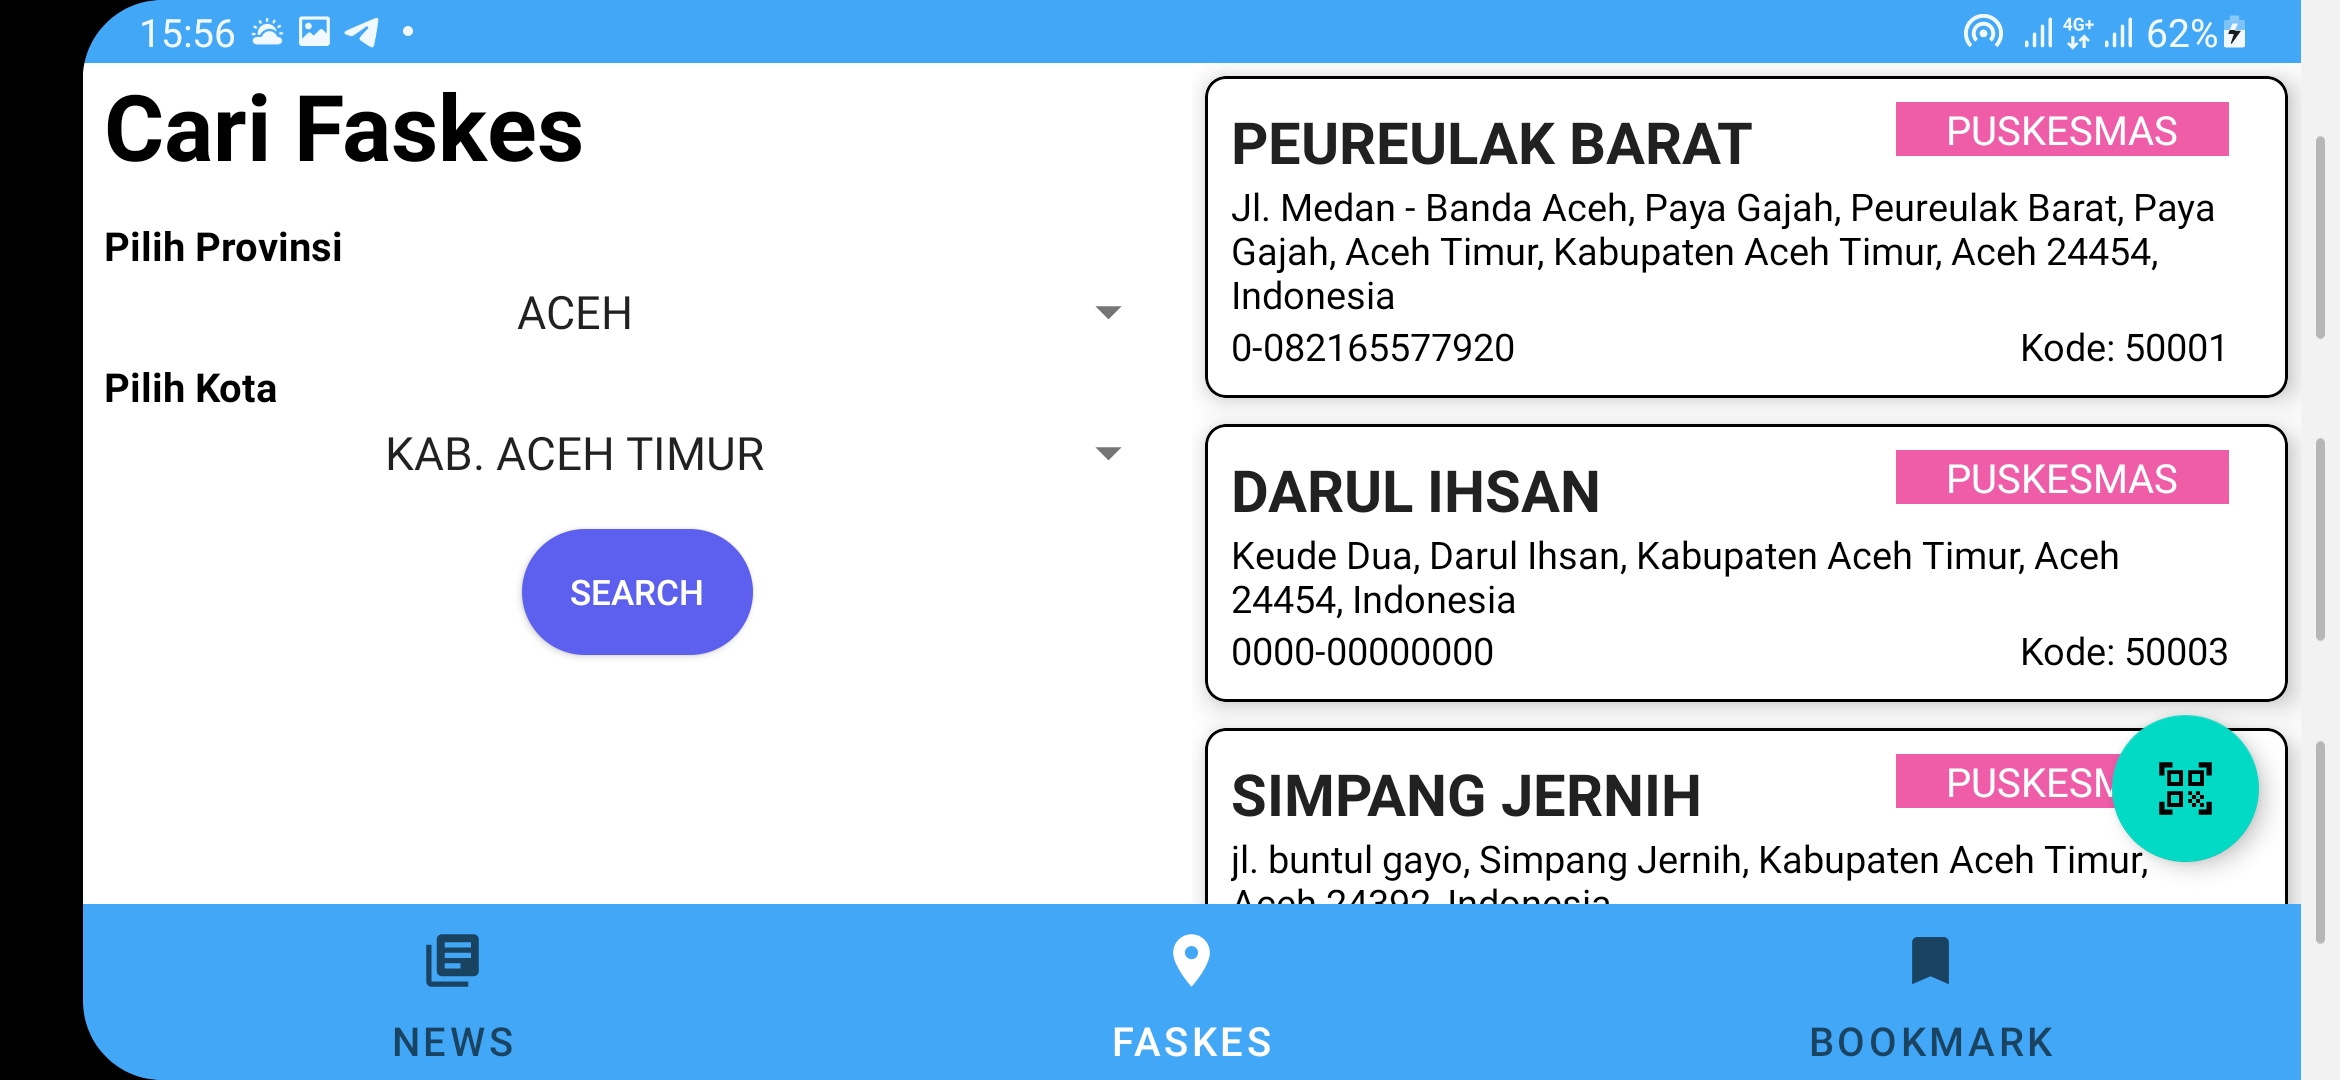 15:56
4G+
62%
Cari Faskes
Pilih Provinsi
ACEH
Pilih Kota
KAB. ACEH TIMUR
SEARCH
PEUREULAK BARAT
PUSKESMAS
Jl. Medan - Banda Aceh, Paya Gajah, Peureulak Barat, Paya
Gajah, Aceh Timur, Kabupaten Aceh Timur, Aceh 24454,
Indonesia
0-082165577920
Kode: 50001
DARUL IHSAN
PUSKESMAS
Keude Dua, Darul Ihsan, Kabupaten Aceh Timur, Aceh
24454, Indonesia
0000-00000000
Kode: 50003
SIMPANG JERNIH
PUSKESM
jl. buntul gayo, Simpang Jernih, Kabupaten Aceh Timur,
Aceh 24392, Indonesia
NEWS
FASKES
BOOKMARK